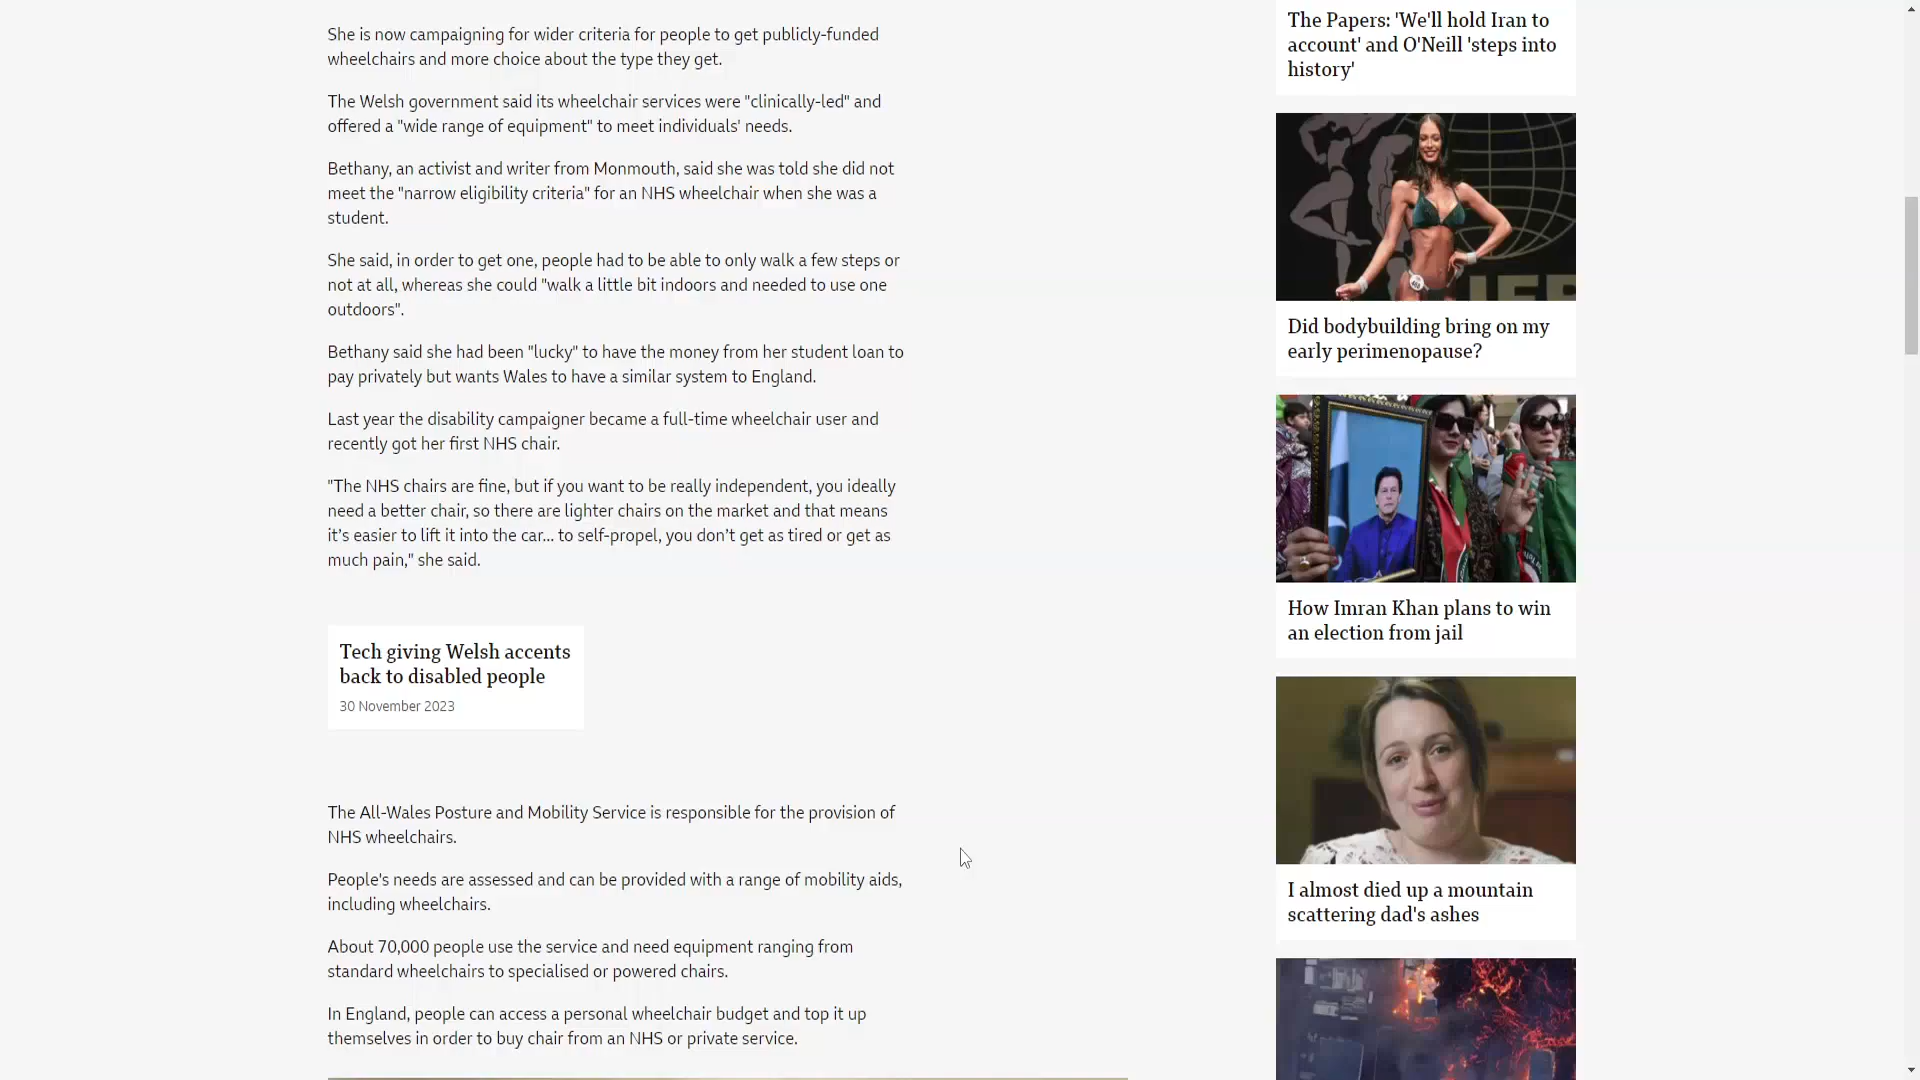 She is now campaigning for wider criteria for people to get publicly-funded
wheelchairs and more choice about the type they get.
The Welsh government said its wheelchair services were "clinically-led" and
offered a "wide range of equipment" to meet individuals' needs.
Bethany, an activist and writer from Monmouth, said she was told she did not
meet the "narrow eligibility criteria" for an NHS wheelchair when she was a
student.
She said, in order to get one, people had to be able to only walk a few steps or
not at all, whereas she could "walk a little bit indoors and needed to use one
outdoors".
Bethany said she had been "lucky" to have the money from her student loan to
pay privately but wants Wales to have a similar system to England.
Last year the disability campaigner became a full-time wheelchair user and
recently got her first NHS chair.
"The NHS chairs are fine, but if you want to be really independent, you ideally
need a better chair, so there are lighter chairs on the market and that means
it’s easier to lift it into the car... to self-propel, you don’t get as tired or get as
much pain," she said.
Tech giving Welsh accents
back to disabled people
30 November 2023
The All-Wales Posture and Mobility Service is responsible for the provision of
NHS wheelchairs.
People's needs are assessed and can be provided with a range of mobility aids,
including wheelchairs.
About 70,000 people use the service and need equipment ranging from
standard wheelchairs to specialised or powered chairs.
In England, people can access a personal wheelchair budget and top it up
themselves in order to buy chair from an NHS or private service.
The Papers: 'We'll hold Iran to
account' and O'Neill 'steps into
history'
Did bodybuilding bring on my
early perimenopause?
How Imran Khan plans to win
an election from jail
I almost died up a mountain
scattering dad's ashes